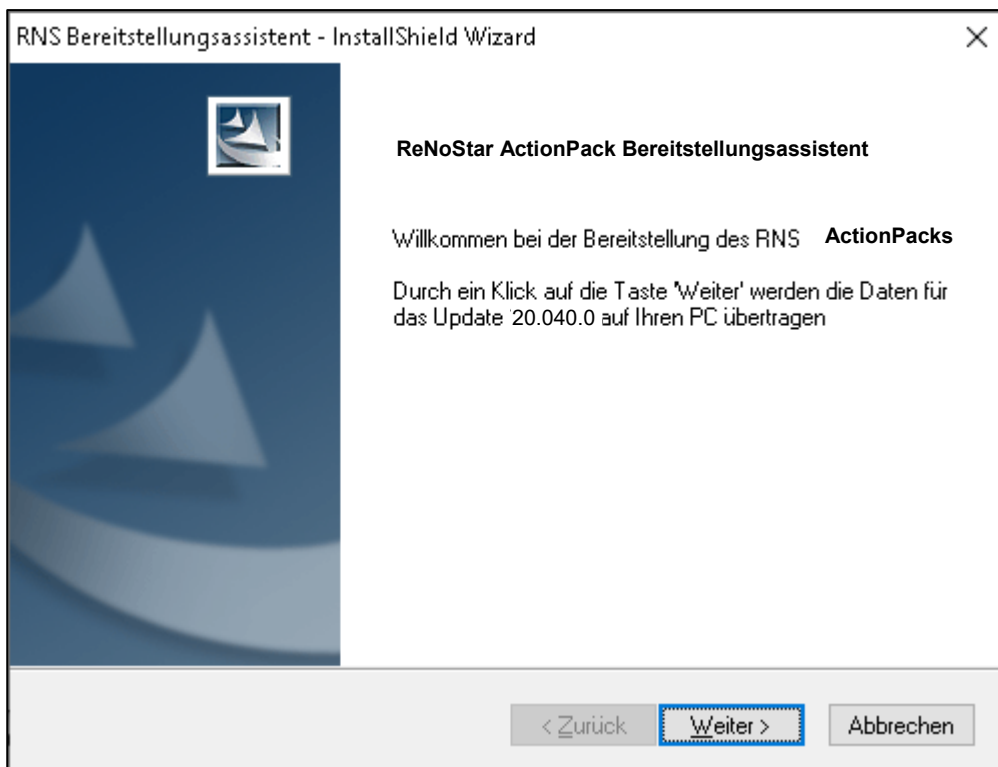 RNS Bereitstellungsassistent - InstallShield Wizard
ReNoStar ActionPack Bereitstellungsassistent
Willkommen bei der Bereitstellung des RNS ActionPacks
Durch ein Klick auf die Taste 'Weiter' werden die Daten für
das Update '20.040.0 auf Ihren PC übertragen
< Zurück Weiter > Abbrechen